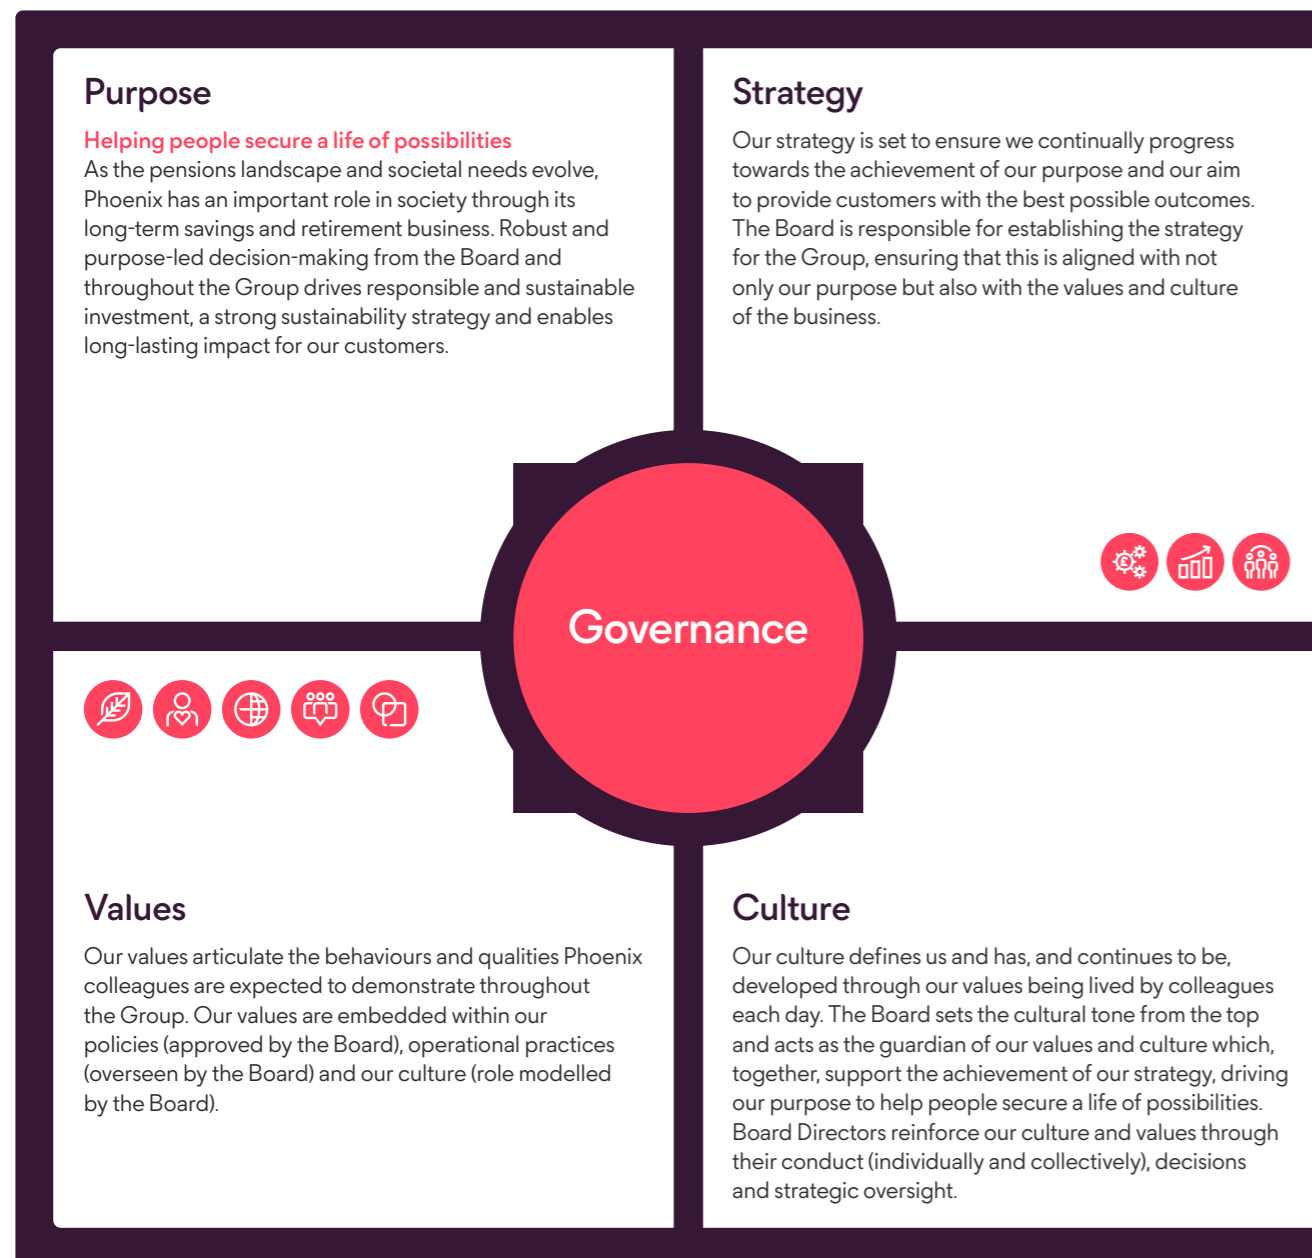 Purpose
Helping people secure a life of possibilities
As the pensions landscape and societal needs evolve,
Phoenix has an important role in society through its
long-term savings and retirement business. Robust and
purpose-led decision-making from the Board and
throughout the Group drives responsible and sustainable
investment, a strong sustainability strategy and enables
long-lasting impact for our customers.
Strategy
Our strategy is set to ensure we continually progress
towards the achievement of our purpose and our aim
to provide customers with the best possible outcomes.
The Board is responsible for establishing the strategy
for the Group, ensuring that this is aligned with not
only our purpose but also with the values and culture
of the business.
£
Governance
Values
Our values articulate the behaviours and qualities Phoenix
colleagues are expected to demonstrate throughout
the Group. Our values are embedded within our
policies (approved by the Board), operational practices
(overseen by the Board) and our culture (role modelled
by the Board).
Culture
Our culture defines us and has, and continues to be,
developed through our values being lived by colleagues
each day. The Board sets the cultural tone from the top
and acts as the guardian of our values and culture which,
together, support the achievement of our strategy, driving
our purpose to help people secure a life of possibilities.
Board Directors reinforce our culture and values through
their conduct (individually and collectively), decisions
and strategic oversight.